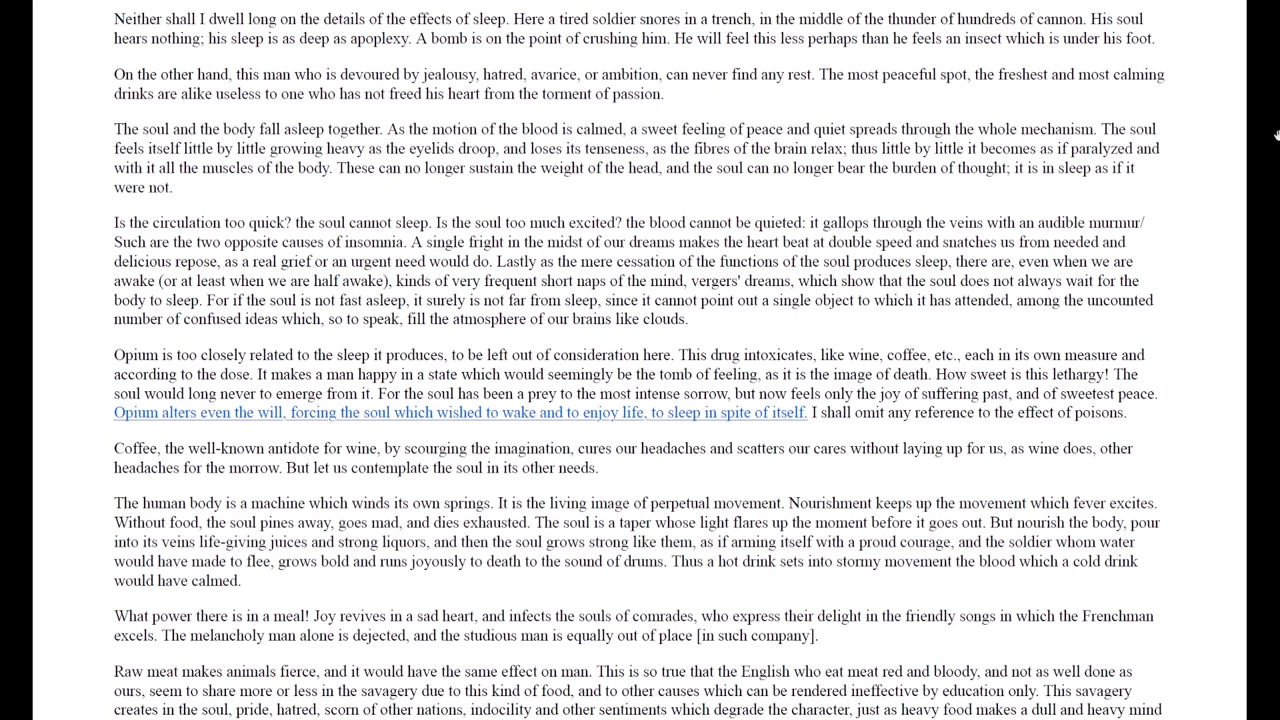 Neither shall I dwell long on the details of the effects of sleep. Here a tired soldier snores in a trench, in the middle of the thunder of hundreds of cannon. His soul
hears nothing; his sleep is as deep as apoplexy. A bomb is on the point of crushing him. He will feel this less perhaps than he feels an insect which is under his foot.
On the other hand, this man who is devoured by jealousy, hatred, avarice, or ambition, can never find any rest. The most peaceful spot, the freshest and most calming
drinks are alike useless to one who has not freed his heart from the torment of passion.
The soul and the body fall asleep together. As the motion of the blood is calmed, a sweet feeling of peace and quiet spreads through the whole mechanism. The soul
feels itself little by little growing heavy as the eyelids droop, and loses its tenseness, as the fibres of the brain relax; thus little by little it becomes as if paralyzed and
with it all the muscles of the body. These can no longer sustain the weight of the head, and the soul can no longer bear the burden of thought; it is in sleep as if it
were not.
Is the circulation too quick? the soul cannot sleep. Is the soul too much excited? the blood cannot be quieted: it gallops through the veins with an audible murmur/
Such are the two opposite causes of insomnia. A single fright in the midst of our dreams makes the heart beat at double speed and snatches us from needed and
delicious repose, as a real grief or an urgent need would do. Lastly as the mere cessation of the functions of the soul produces sleep, there are, even when we are
awake (or at least when we are half awake), kinds of very frequent short naps of the mind, vergers' dreams, which show that the soul does not always wait for the
body to sleep. For if the soul is not fast asleep, it surely is not far from sleep, since it cannot point out a single object to which it has attended, among the uncounted
number of confused ideas which, so to speak, fill the atmosphere of our brains like clouds.
Opium is too closely related to the sleep it produces, to be left out of consideration here. This drug intoxicates, like wine, coffee, etc., each in its own measure and
according to the dose. It makes a man happy in a state which would seemingly be the tomb of feeling, as it is the image of death. How sweet is this lethargy! The
soul would long never to emerge from it. For the soul has been a prey to the most intense sorrow, but now feels only the joy of suffering past, and of sweetest peace.
Opium alters even the will, forcing the soul which wished to wake and to enjoy life, to sleep in spite of itself. I shall omit any reference to the effect of poisons.
Coffee, the well-known antidote for wine, by scourging the imagination, cures our headaches and scatters our cares without laying up for us, as wine does, other
headaches for the morrow. But let us contemplate the soul in its other needs.
The human body is a machine which winds its own springs. It is the living image of perpetual movement. Nourishment keeps up the movement which fever excites.
Without food, the soul pines away, goes mad, and dies exhausted. The soul is a taper whose light flares up the moment before it goes out. But nourish the body, pour
into its veins life-giving juices and strong liquors, and then the soul grows strong like them, as if arming itself with a proud courage, and the soldier whom water
would have made to flee, grows bold and runs joyously to death to the sound of drums. Thus a hot drink sets into stormy movement the blood which a cold drink
would have calmed.
What power there is in a meal! Joy revives in a sad heart, and infects the souls of comrades, who express their delight in the friendly songs in which the Frenchman
excels. The melancholy man alone is dejected, and the studious man is equally out of place [in such company].
Raw meat makes animals fierce, and it would have the same effect on man. This is so true that the English who eat meat red and bloody, and not as well done as
ours, seem to share more or less in the savagery due to this kind of food, and to other causes which can be rendered ineffective by education only. This savagery
creates in the soul, pride, hatred, scorn of other nations, indocility and other sentiments which degrade the character, just as heavy food makes a dull and heavy mind